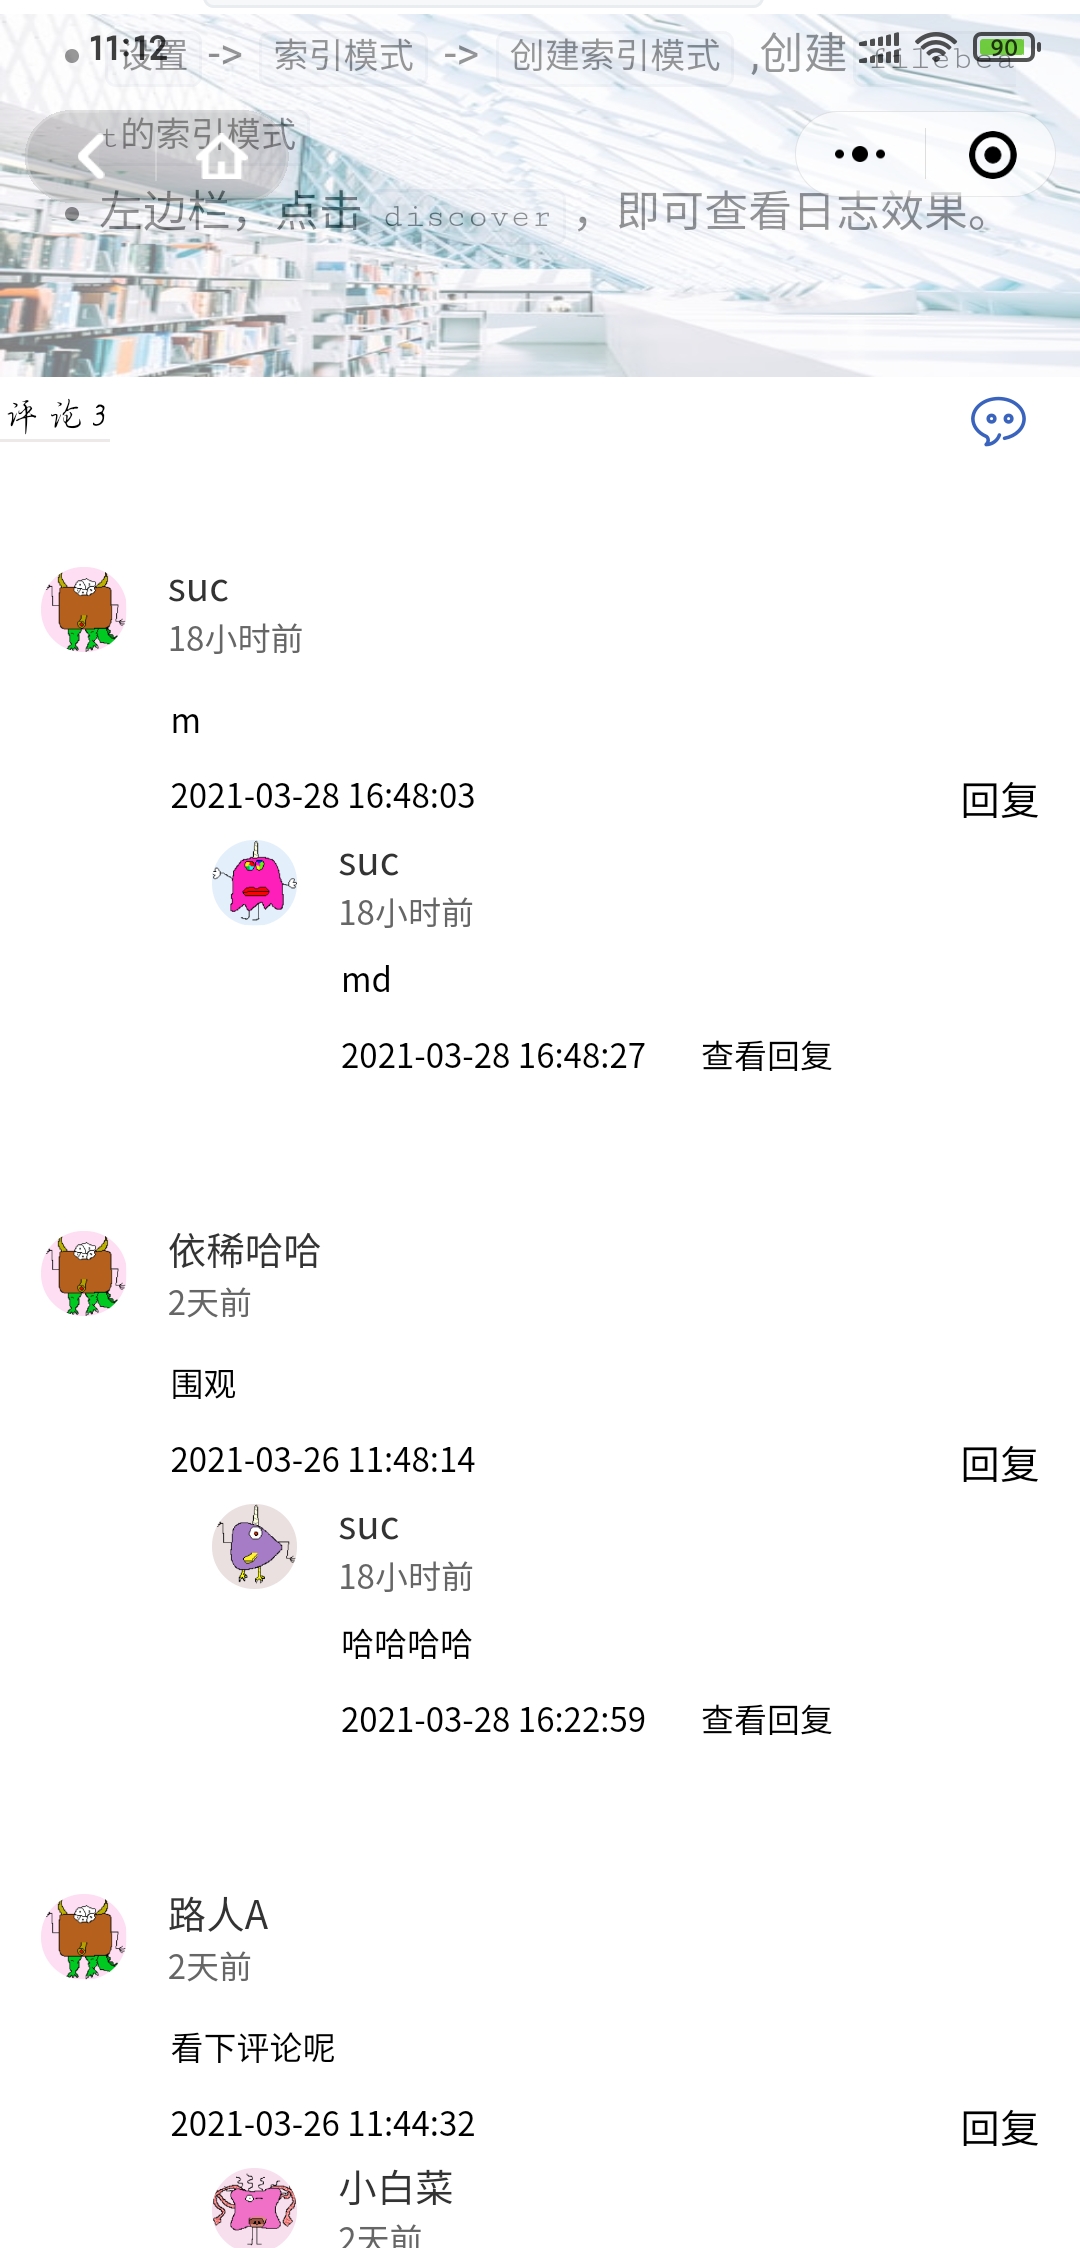 11:12
90
设置 -> 索引模式 -> 创建索引模式 ,创建 filebea
t的索引模式
左边栏，点击 discover ，即可查看日志效果。
评论3
suc
18小时前
m
2021-03-28 16:48:03 回复
suc
18小时前
md
2021-03-28 16:48:27 查看回复
依稀哈哈
2天前
围观
2021-03-26 11:48:14 回复
suc
18小时前
哈哈哈哈
2021-03-28 16:22:59 查看回复
路人A
2天前
看下评论呢
2021-03-26 11:44:32 回复
小白菜
2天前